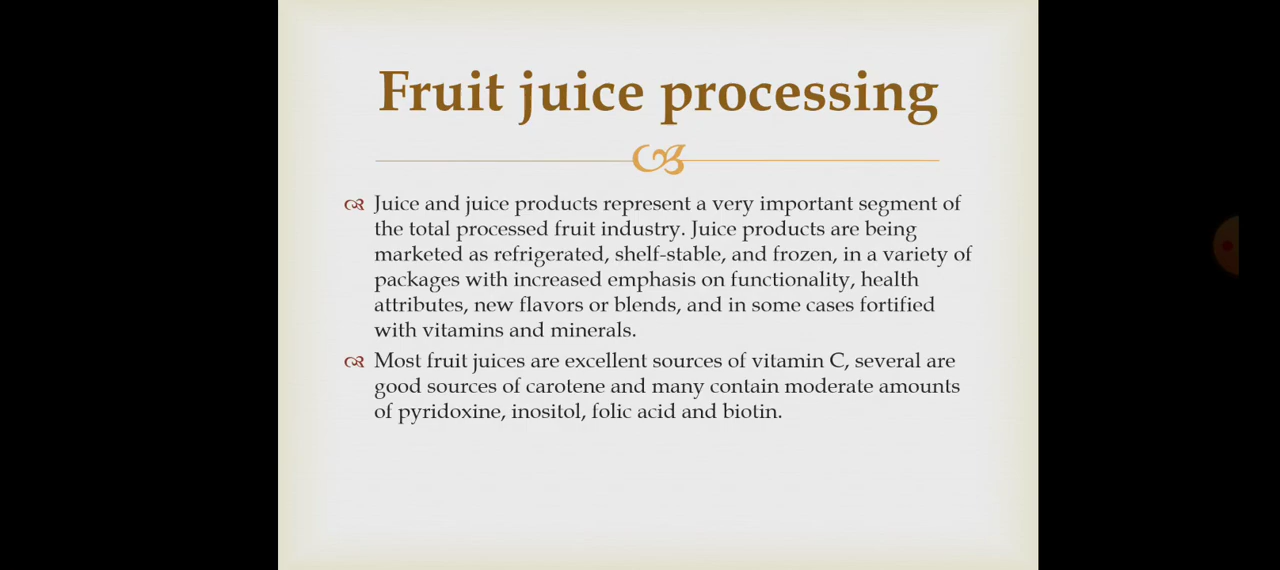 Fruit juice processing
Juice and juice products represent a very important segment of
the total processed fruit industry. Juice products are being
marketed as refrigerated, shelf-stable, and frozen, in a variety of
packages with increased emphasis on functionality, health
attributes, new flavors or blends, and in some cases fortified
with vitamins and minerals.
Most fruit juices are excellent sources of vitamin C, several are
good sources of carotene and many contain moderate amounts
of pyridoxine, inositol, folic acid and biotin.